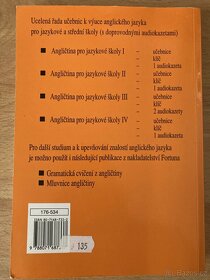 Ucelená řada učebnic k výuce anglického jazyka
pro jazykové a střední školy (s doprovodnými audiokazetami)
Angličtina pro jazykové školy I – učebnice
– klíč
1 audiokazeta
Angličtina pro jazykové školy II – učebnice
– klíč
– 1 audiokazeta
Angličtina pro jazykové školy III – učebnice
– klíč
2 audiokazety
Angličtina pro jazykové školy IV – učebnice
– klíč
1 audiokazeta
Pro další studium a k upevňování znalostí anglického jazyka
je možno použít i následující publikace z nakladatelství Fortuna
Gramatická cvičení z angličtiny
Mluvnice angličtiny
176-534
135